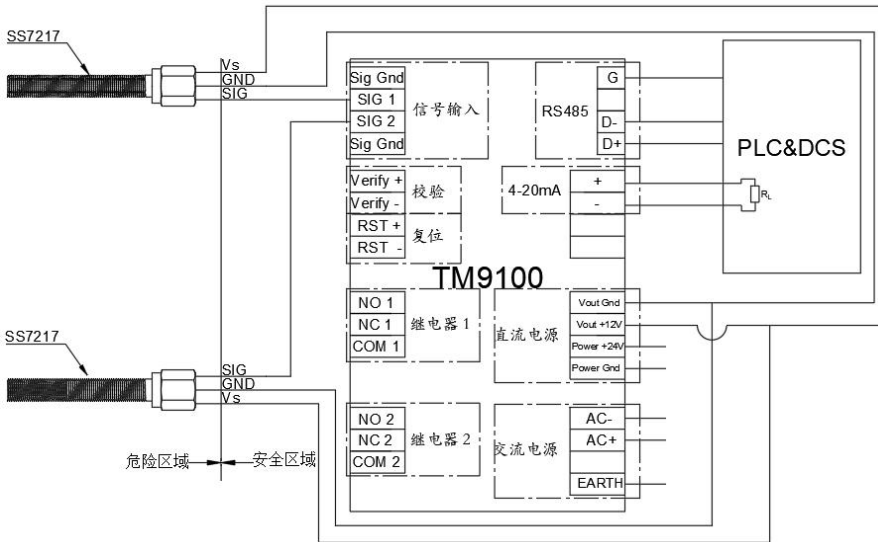 SS7217
Vs
GND
SIG
Sig Gnd
SIG 1
SIG 2
Sig Gnd
信号输入
RS485
G
D-
D+
PLC&DCS
Verify +
Verify -
校验
RST +
RST -
复位
4-20mA
+
-
RL
TM9100
NO 1
NC 1
COM 1
继电器1
直流电源
Vout Gnd
Vout +12V
Power +24V
Power Gnd
SS7217
SIG
GND
Vs
NO 2
NC 2
COM 2
继电器2
交流电源
AC-
AC+
EARTH
危险区域
安全区域